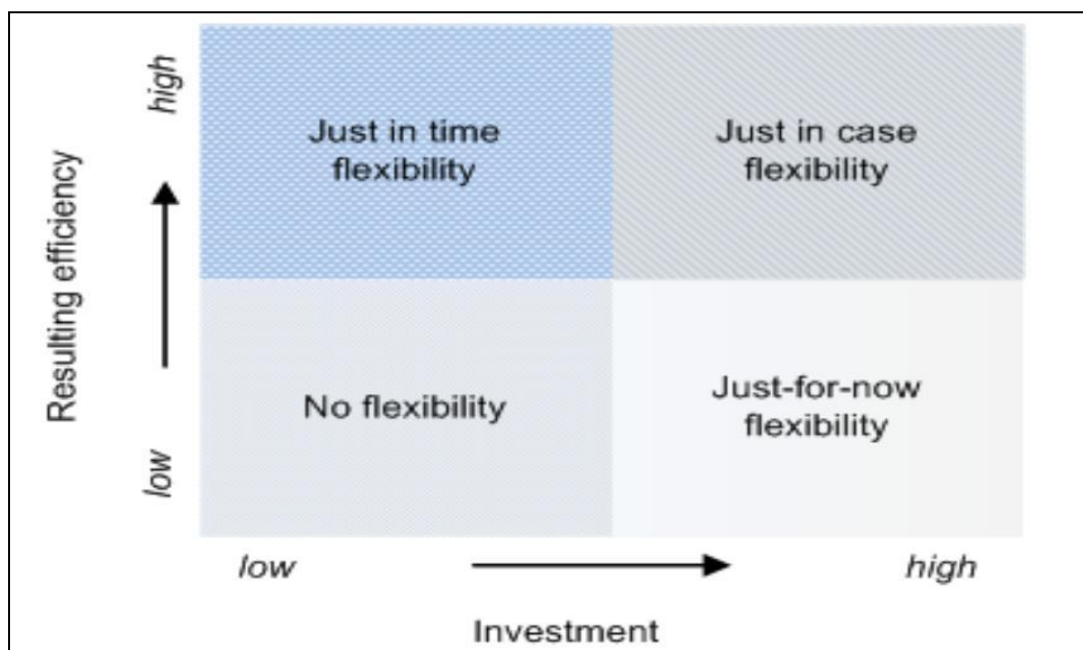 high
Just in time
flexibility
Just in case
flexibility
Resulting efficiency
No flexibility
Just-for-now
flexibility
low
low
high
Investment